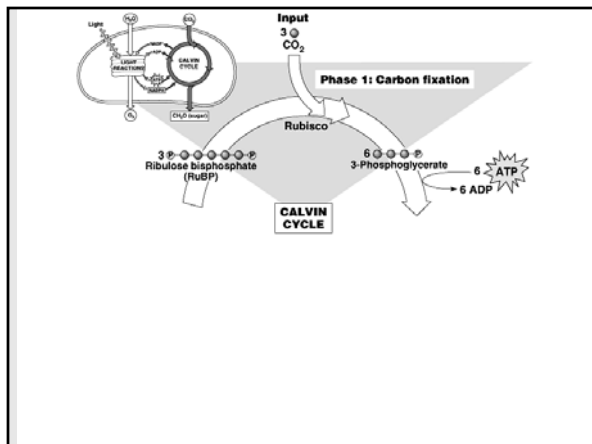 Light
H₂O
CO₂
LIGHT
REACTIONS
CALVIN
CYCLE
O₂
CH₂O (sugar)
Input
3
CO₂
Phase 1: Carbon fixation
Rubisco
3 P P
Ribulose bisphosphate
(RuBP)
6 P
3-Phosphoglycerate
6 ATP
6 ADP
CALVIN
CYCLE